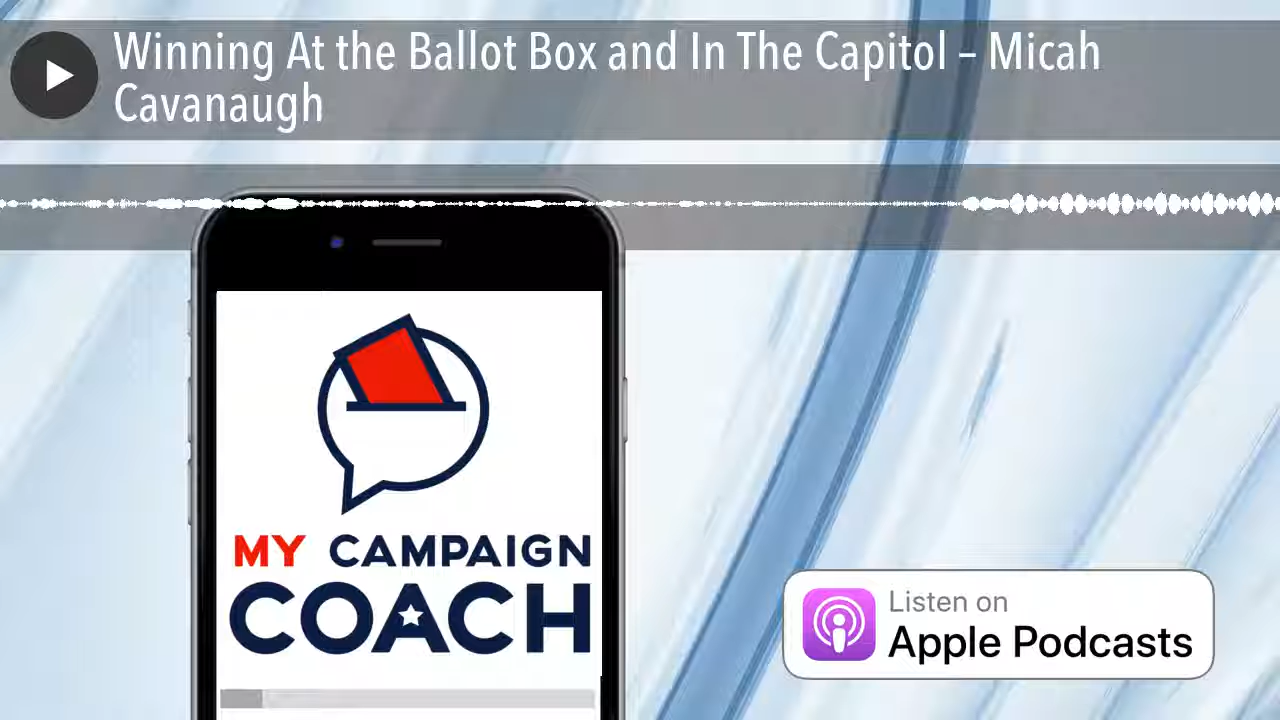 Winning At the Ballot Box and In The Capitol – Micah
Cavanaugh
MY CAMPAIGN
COACH
Listen on
Apple Podcasts